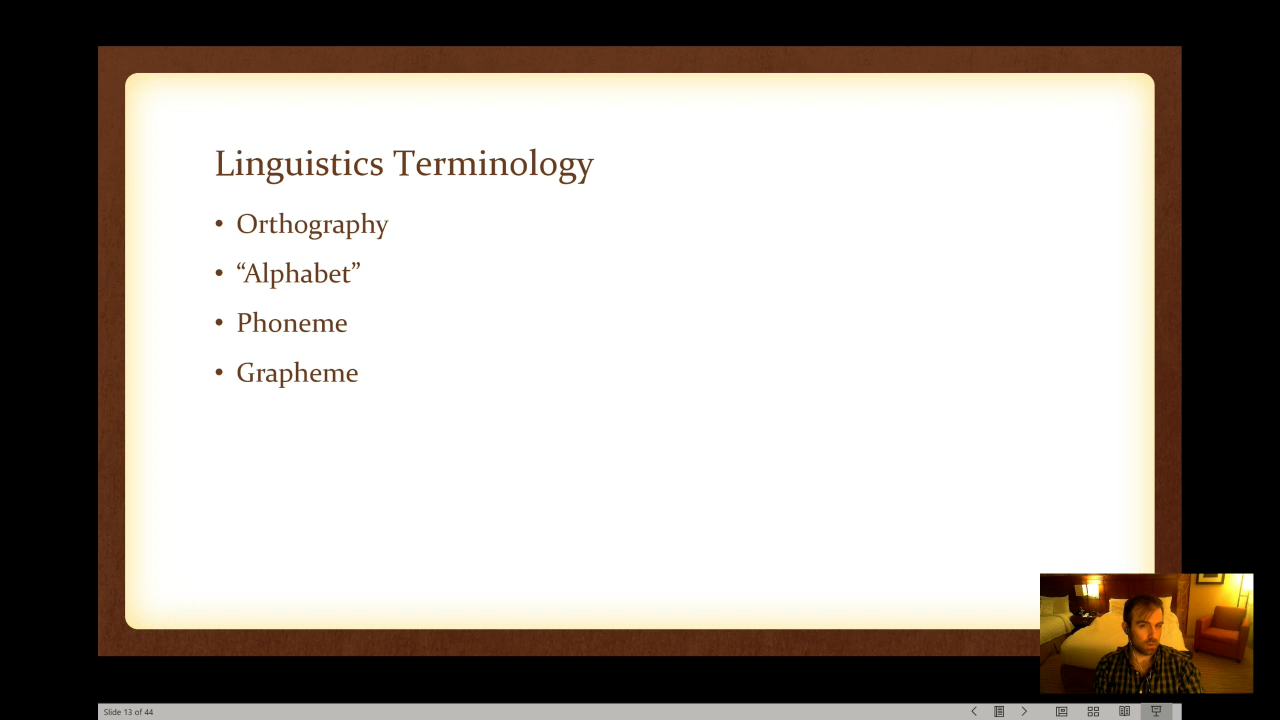 Linguistics Terminology
• Orthography
• “Alphabet”
• Phoneme
• Grapheme
Slide 13 of 44